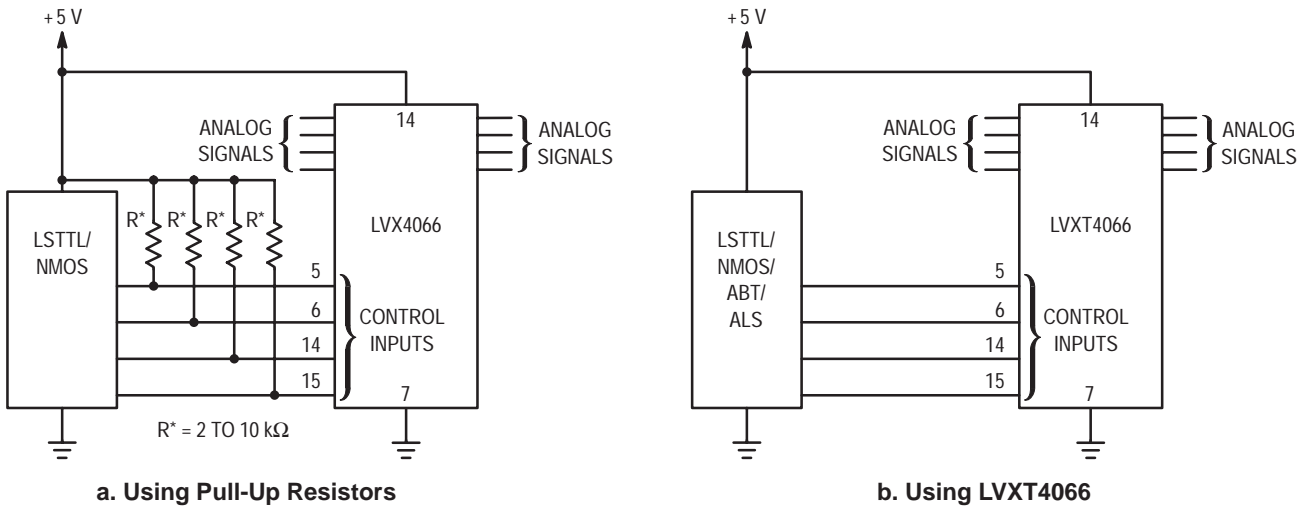 +5 V
14
ANALOG
SIGNALS
ANALOG
SIGNALS
R* R* R* R*
LSTTL/
NMOS
LVX4066
5
6
14
15
CONTROL
INPUTS
7
R* = 2 TO 10 kΩ
a. Using Pull-Up Resistors
+5 V
14
ANALOG
SIGNALS
ANALOG
SIGNALS
LSTTL/
NMOS/
ABT/
ALS
LVXT4066
5
6
14
15
CONTROL
INPUTS
7
b. Using LVXT4066